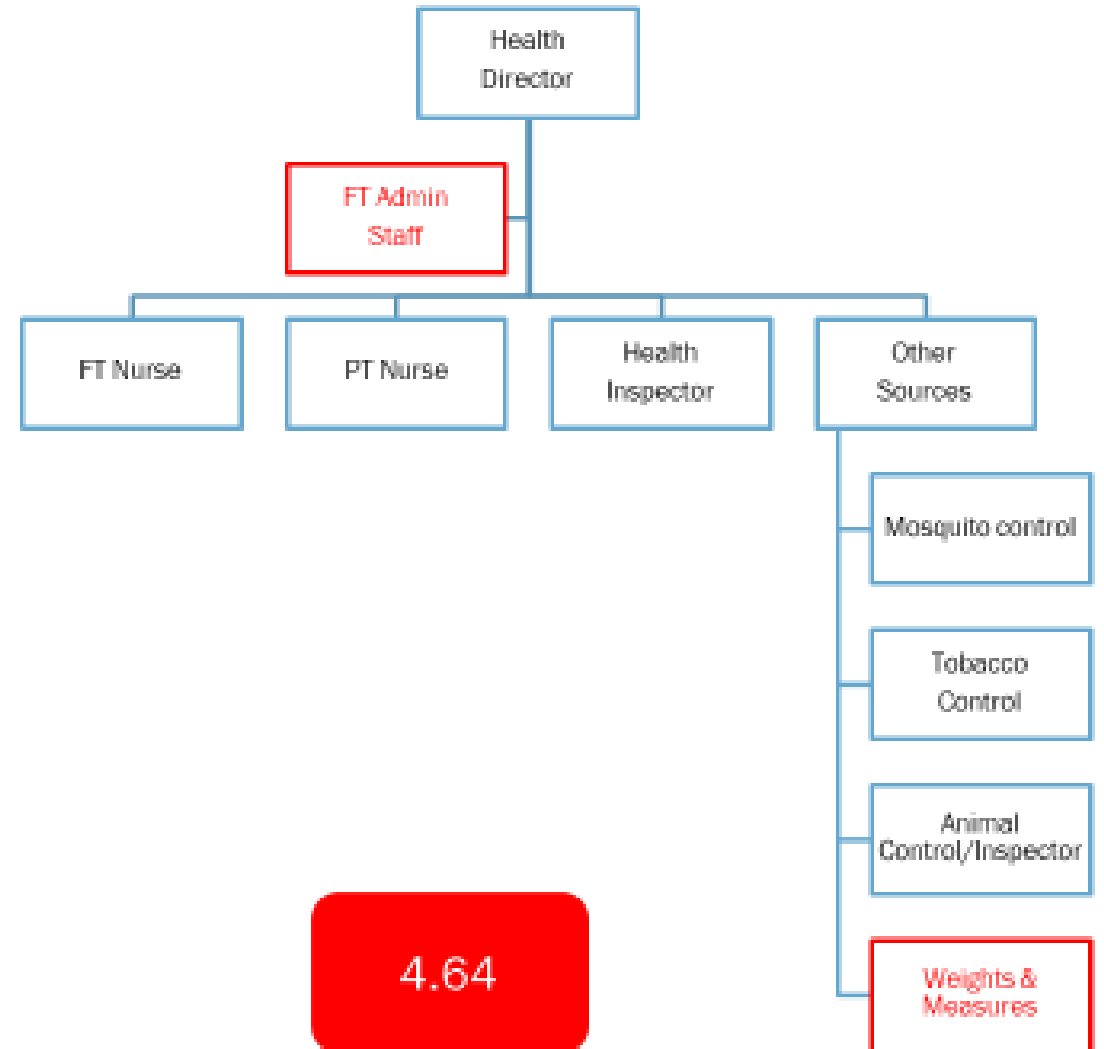 Health
Director
FT Admin
Staff
FT Nurse
PT Nurse
Health
Inspector
Other
Sources
Mosquito control
Tobacco
Control
Animal
Control/Inspector
Weights &
Measures
4.64